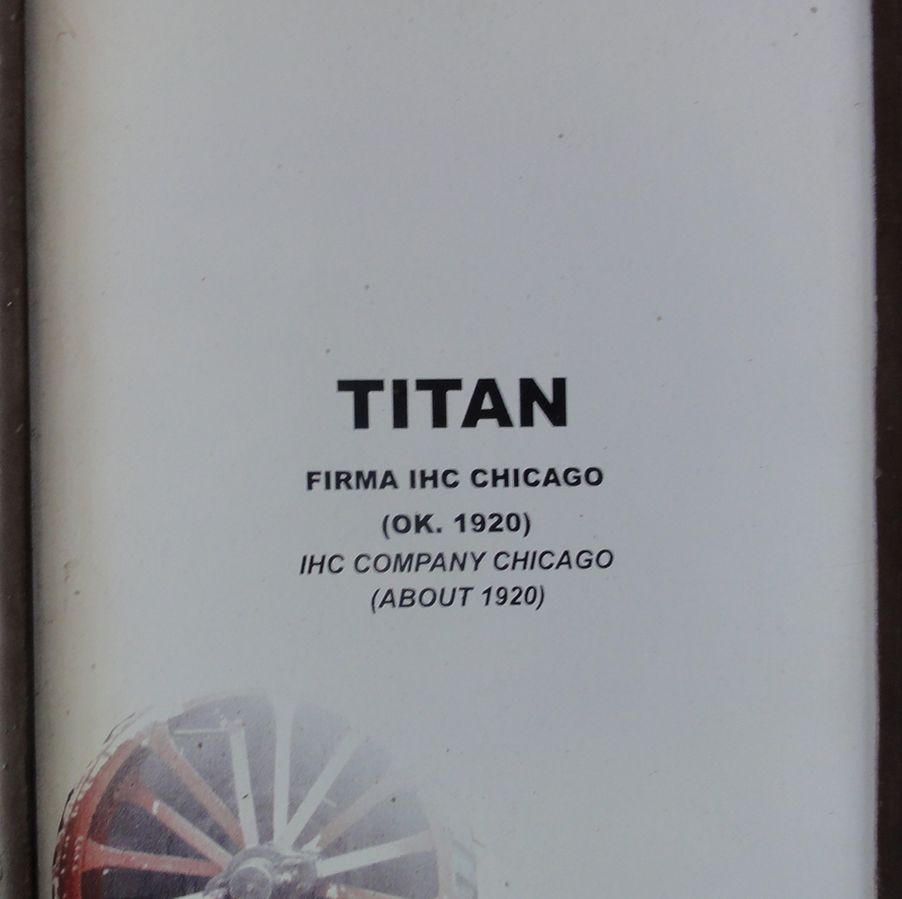 TITAN
FIRMA IHC CHICAGO
(OK. 1920)
IHC COMPANY CHICAGO
(ABOUT 1920)